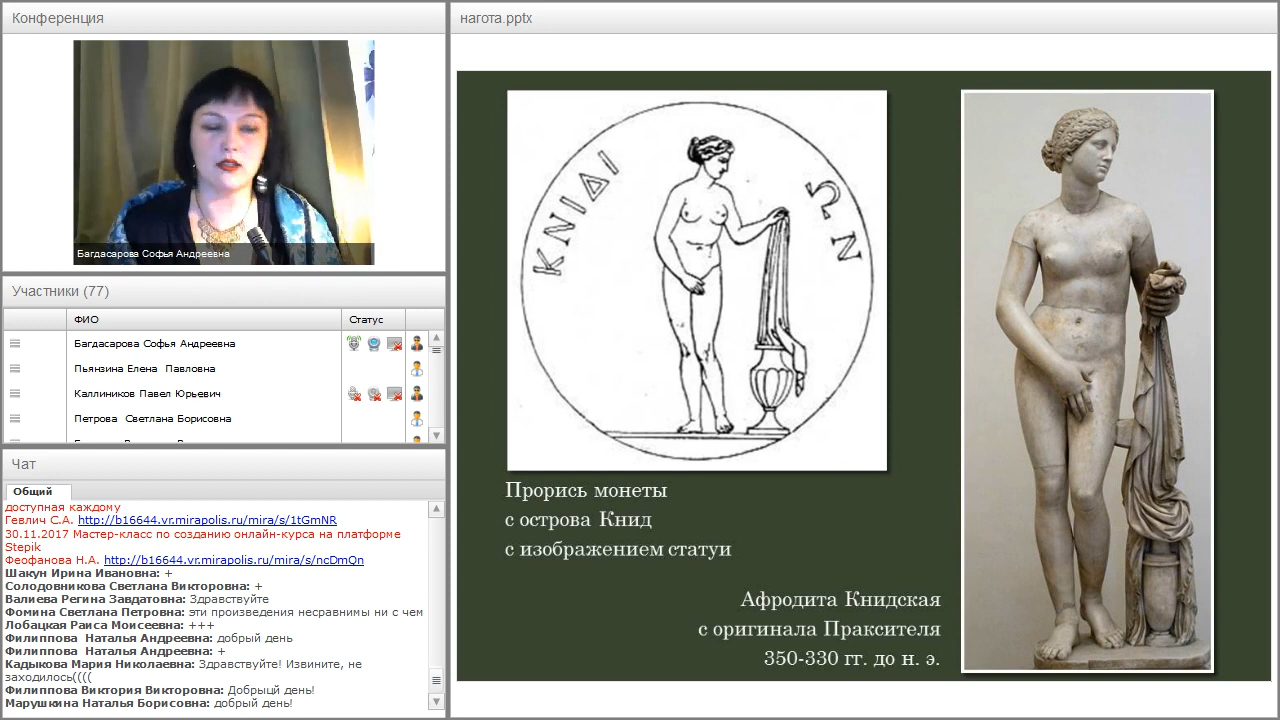 Конференция
Багдасарова Софья Андреевна
Участники (77)
ФИО Статус
Багдасарова Софья Андреевна
Пьянзина Елена Павловна
Каллиников Павел Юрьевич
Петрова Светлана Борисовна
Чат
Общий
доступная каждому
Гевлич С.А. http://b16644.vr.mirapolis.ru/mira/s/1tGmNR
30.11.2017 Мастер-класс по созданию онлайн-курса на платформе
Stepik
Феофанова Н.А. http://b16644.vr.mirapolis.ru/mira/s/ncDmQn
Шакун Ирина Ивановна: +
Солодовникова Светлана Викторовна: +
Валиева Регина Завдатовна: Здравствуйте
Фомина Светлана Петровна: эти произведения несравнимы ни с чем
Лобацкая Раиса Моисеевна: +++
Филиппова Наталья Андреевна: добрый день
Филиппова Наталья Андреевна: +
Кадыкова Мария Николаевна: Здравствуйте! Извините, не
заходилось((((
Филиппова Виктория Викторовна: Добрыцй день!
Марушкина Наталья Борисовна: добрый день!
нагота.pptx
ΚΝΙΔΙ ΩΝ
Прорись монеты
с острова Книд
с изображением статуи
Афродита Книдская
с оригинала Праксителя
350-330 гг. до н. э.